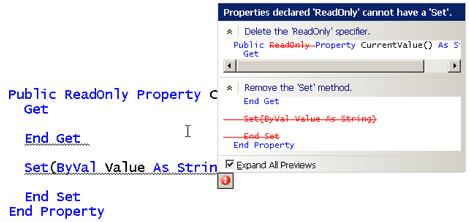 Properties declared 'ReadOnly' cannot have a 'Set'.
Delete the 'ReadOnly' specifier.
Public ReadOnly Property CurrentValue() As S
Get
Remove the 'Set' method.
End Get
Set(ByVal Value As String)
End Set
End Property
Expand All Previews
Public ReadOnly Property C
Get
End Get
Set(ByVal Value As Strin
End Set
End Property